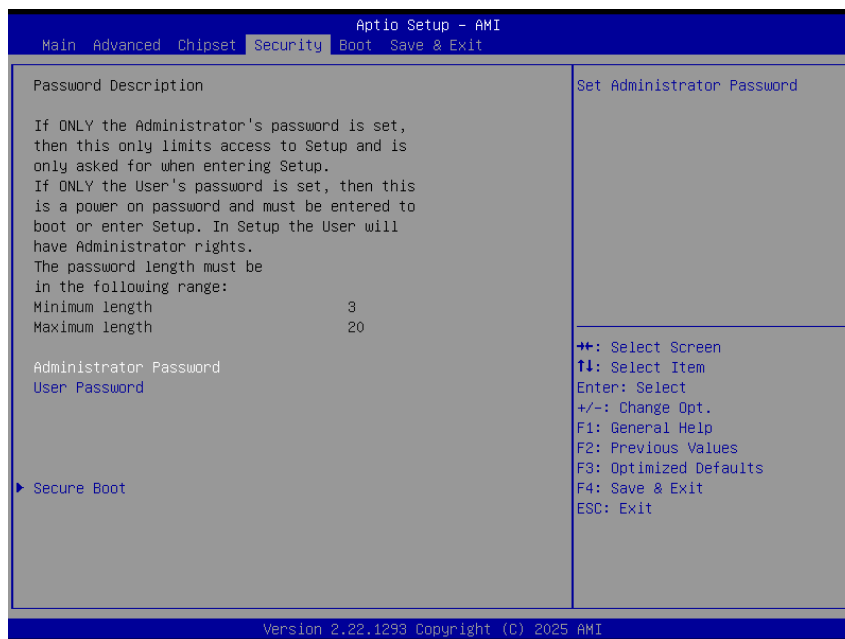 Aptio Setup – AMI
Main Advanced Chipset Security Boot Save & Exit
Password Description
If ONLY the Administrator's password is set,
then this only limits access to Setup and is
only asked for when entering Setup.
If ONLY the User's password is set, then this
is a power on password and must be entered to
boot or enter Setup. In Setup the User will
have Administrator rights.
The password length must be
in the following range:
Minimum length 3
Maximum length 20
Administrator Password
User Password
Secure Boot
Set Administrator Password
→←: Select Screen
↑↓: Select Item
Enter: Select
+/-: Change Opt.
F1: General Help
F2: Previous Values
F3: Optimized Defaults
F4: Save & Exit
ESC: Exit
Version 2.22.1293 Copyright (C) 2025 AMI